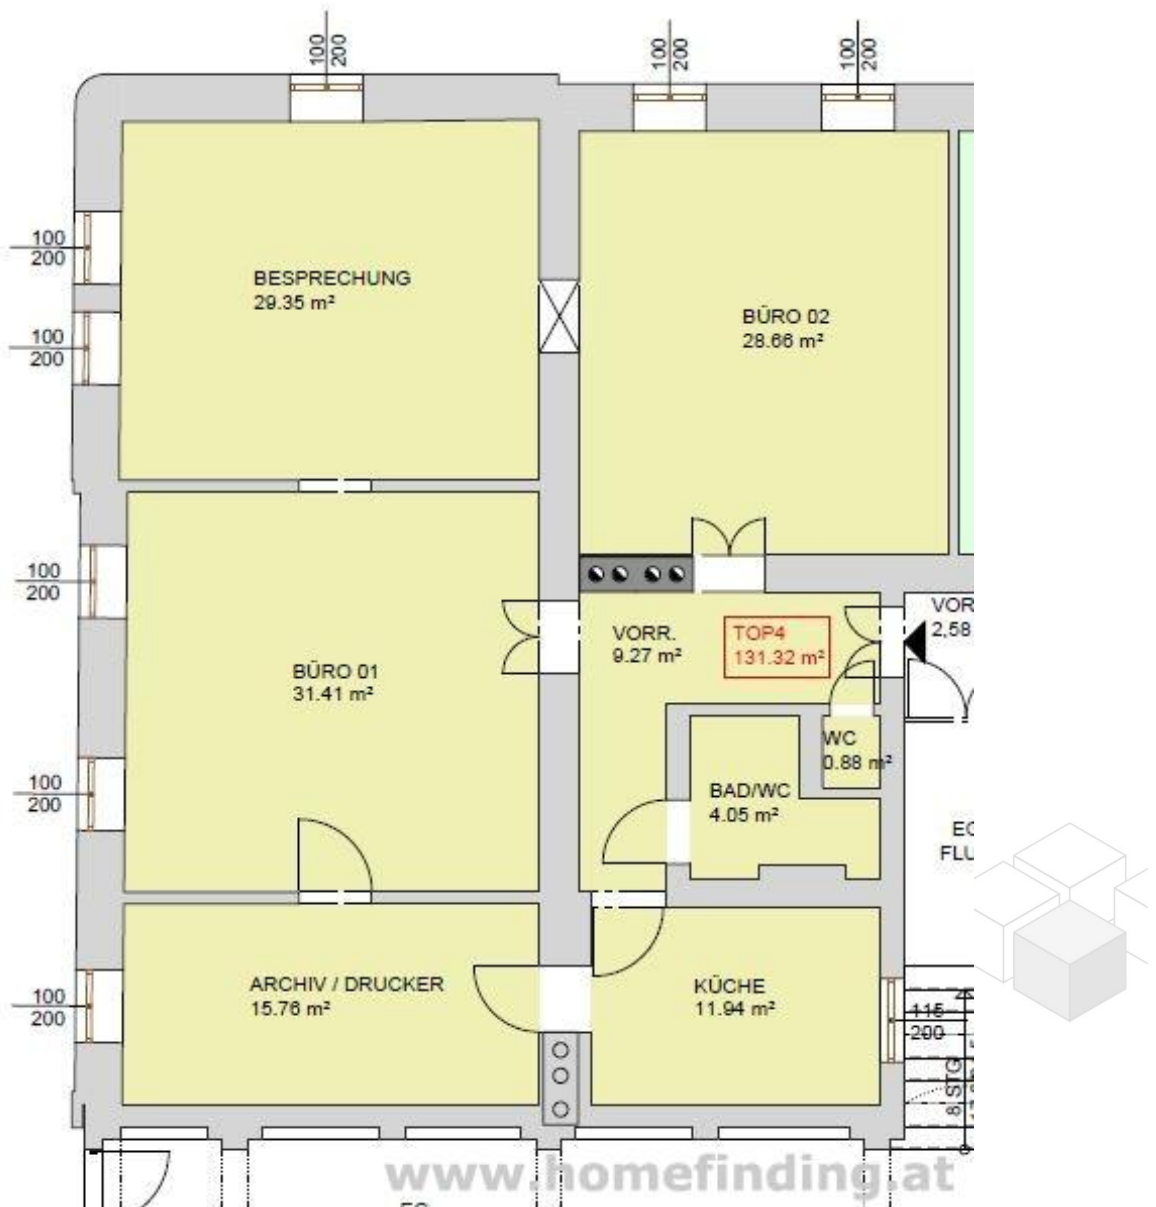 100
200
100
200
100
200
100
200
BESPRECHUNG
29.35 m²
BÜRO 02
28.66 m²
100
200
100
200
VORR.
9.27 m²
TOP4
131.32 m²
VOR
2,58
BÜRO 01
31.41 m²
WC
0.88 m²
100
200
BAD/WC
4.05 m²
EG
FLU
ARCHIV / DRUCKER
15.76 m²
KÜCHE
11.94 m²
100
200
115
200
8 STG
www.homefinding.at